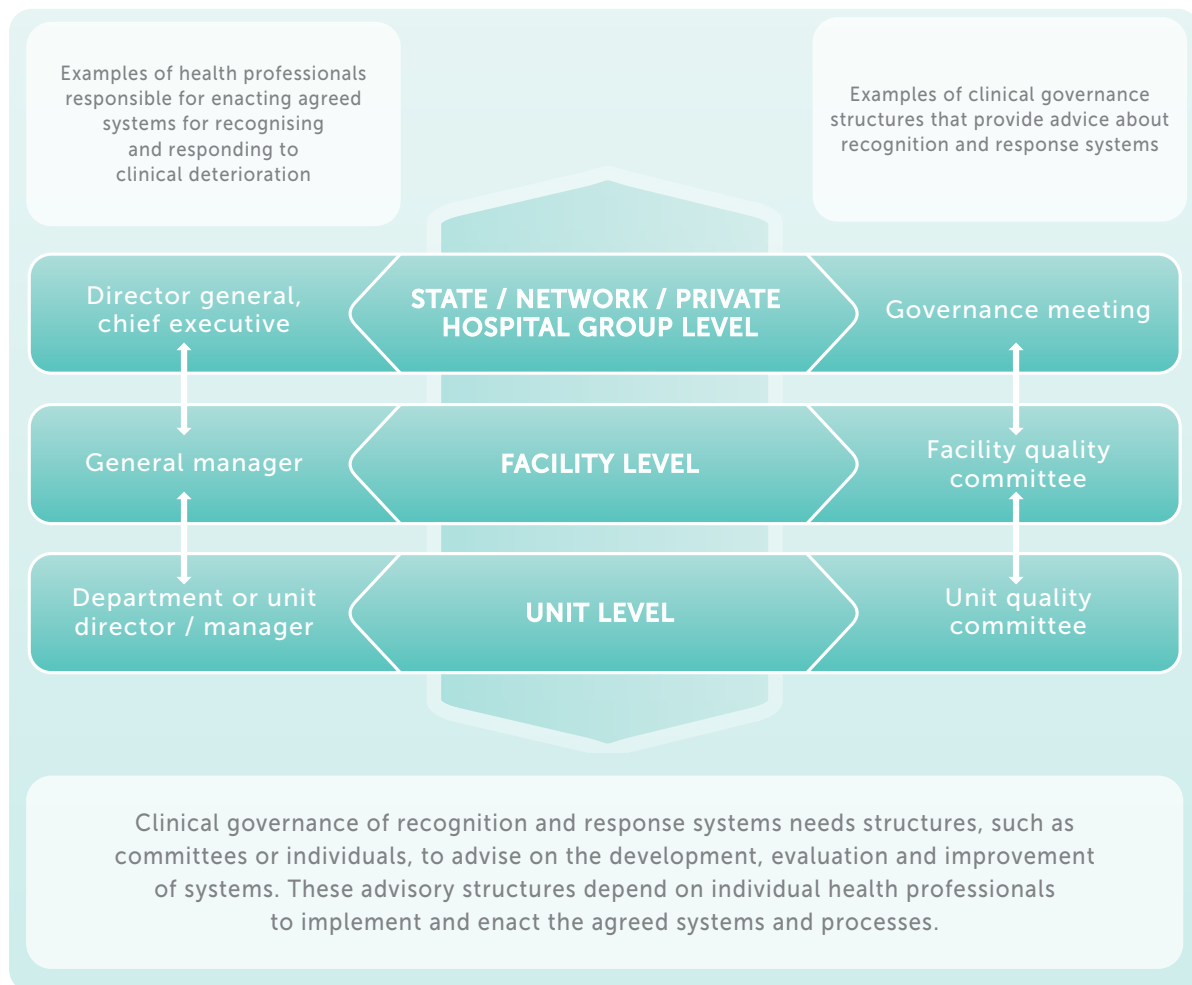 Examples of health professionals
responsible for enacting agreed
systems for recognising
and responding to
clinical deterioration
Examples of clinical governance
structures that provide advice about
recognition and response systems
Director general,
chief executive
STATE / NETWORK / PRIVATE
HOSPITAL GROUP LEVEL
Governance meeting
General manager
FACILITY LEVEL
Facility quality
committee
Department or unit
director / manager
UNIT LEVEL
Unit quality
committee
Clinical governance of recognition and response systems needs structures, such as
committees or individuals, to advise on the development, evaluation and improvement
of systems. These advisory structures depend on individual health professionals
to implement and enact the agreed systems and processes.